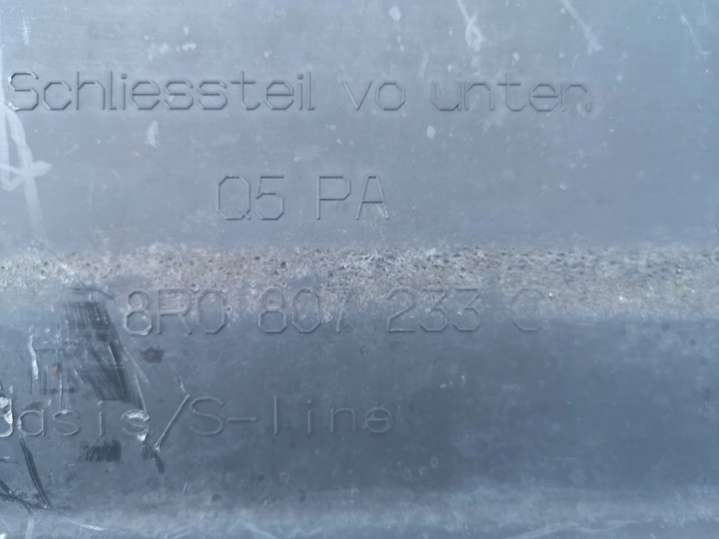 Schliessteil vo unten
Q5 PA
8R0 807 233 C
Basis/S-line